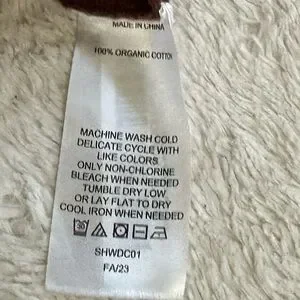 MADE IN CHINA
100% ORGANIC COTTON
MACHINE WASH COLD
DELICATE CYCLE WITH
LIKE COLORS
ONLY NON-CHLORINE
BLEACH WHEN NEEDED
TUMBLE DRY LOW
OR LAY FLAT TO DRY
COOL IRON WHEN NEEDED
30
SHWDC01
FA/23